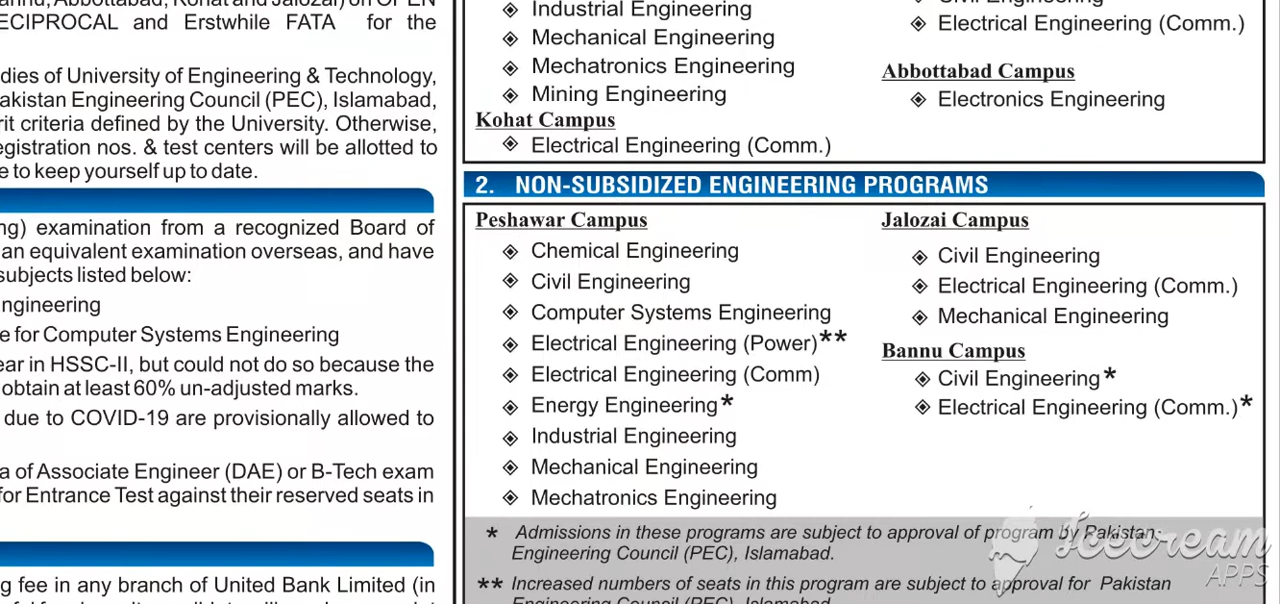 RECIPROCAL and Erstwhile FATA for the
dies of University of Engineering & Technology,
akistan Engineering Council (PEC), Islamabad,
rit criteria defined by the University. Otherwise,
egistration nos. & test centers will be allotted to
e to keep yourself up to date.
ng) examination from a recognized Board of
an equivalent examination overseas, and have
subjects listed below:
ngineering
e for Computer Systems Engineering
ear in HSSC-II, but could not do so because the
obtain at least 60% un-adjusted marks.
due to COVID-19 are provisionally allowed to
a of Associate Engineer (DAE) or B-Tech exam
for Entrance Test against their reserved seats in
g fee in any branch of United Bank Limited (in
Industrial Engineering
Mechanical Engineering
Mechatronics Engineering
Mining Engineering
Kohat Campus
Electrical Engineering (Comm.)
Civil Engineering
Electrical Engineering (Comm.)
Abbottabad Campus
Electronics Engineering
2. NON-SUBSIDIZED ENGINEERING PROGRAMS
Peshawar Campus
Chemical Engineering
Civil Engineering
Computer Systems Engineering
Electrical Engineering (Power)**
Electrical Engineering (Comm)
Energy Engineering*
Industrial Engineering
Mechanical Engineering
Mechatronics Engineering
Jalozai Campus
Civil Engineering
Electrical Engineering (Comm.)
Mechanical Engineering
Bannu Campus
Civil Engineering*
Electrical Engineering (Comm.)*
* Admissions in these programs are subject to approval of program by Pakistan
Engineering Council (PEC), Islamabad.
** Increased numbers of seats in this program are subject to approval for Pakistan
Engineering Council (PEC), Islamabad.
Icecream
APPS